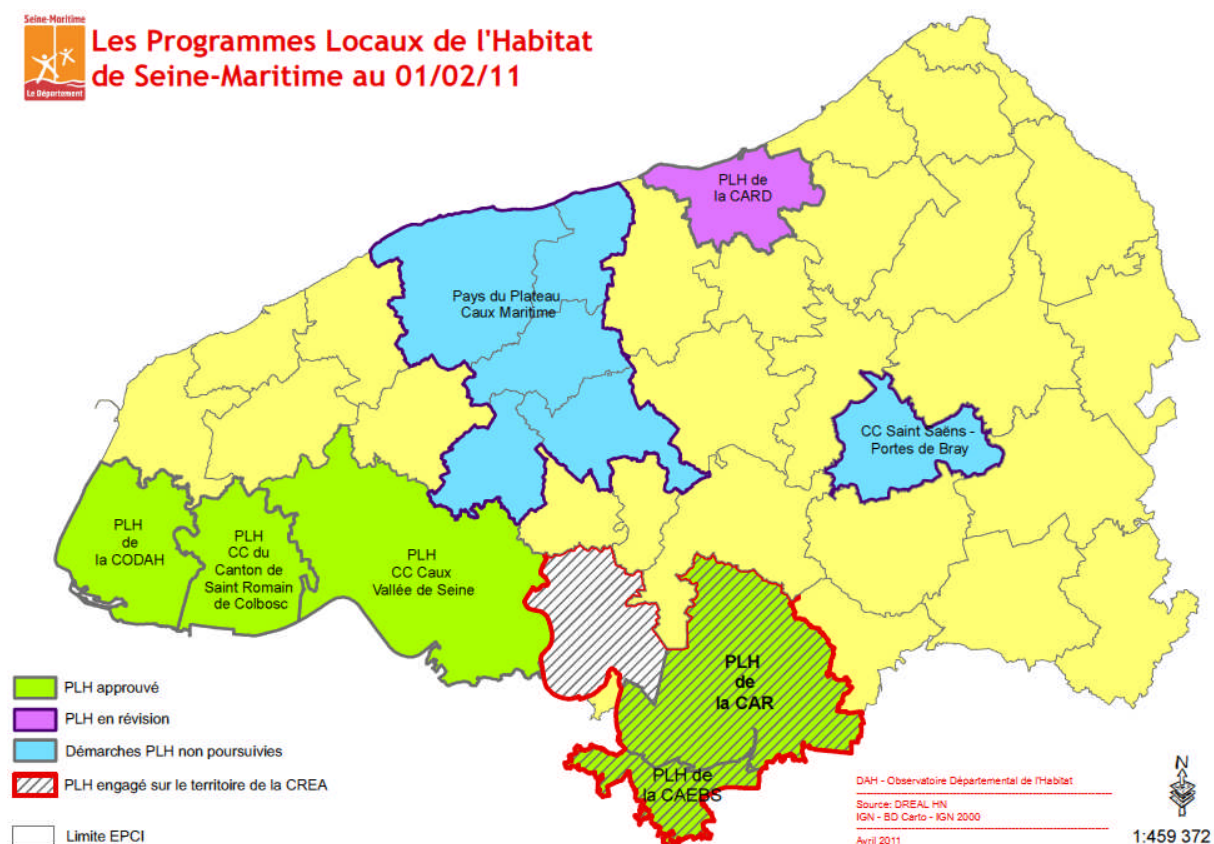 Seine-Maritime
Le Département
Les Programmes Locaux de l'Habitat
de Seine-Maritime au 01/02/11
PLH de
la CARD
Pays du Plateau
Caux Maritime
CC Saint Saëns -
Portes de Bray
PLH
de
la CODAH
PLH
CC du
Canton de
Saint Romain
de Colbosc
PLH
CC Caux
Vallée de Seine
PLH
de
la CAR
PLH de
la CAEBS
PLH approuvé
PLH en révision
Démarches PLH non poursuivies
PLH engagé sur le territoire de la CREA
Limite EPCI
DAH - Observatoire Départemental de l'Habitat
Source: DREAL HN
IGN - BD Carto - IGN 2000
Avril 2011
N
1:459 372